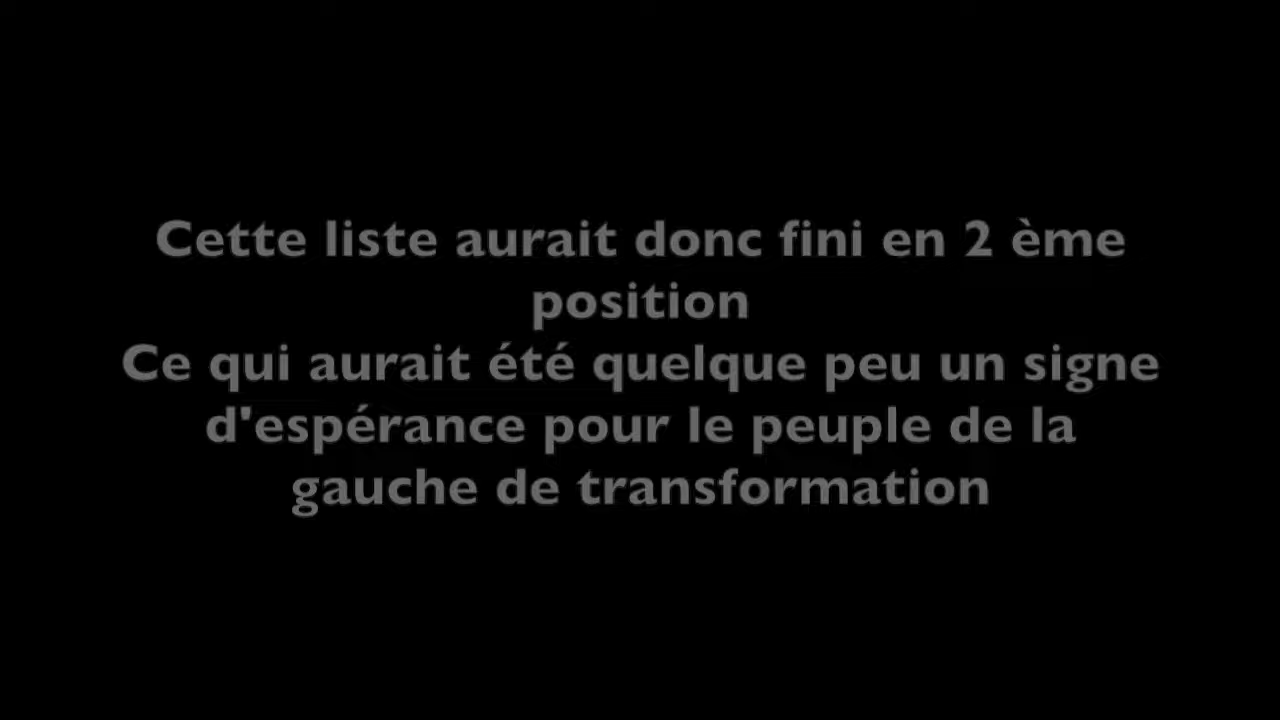 Cette liste aurait donc fini en 2 ème
position
Ce qui aurait été quelque peu un signe
d'espérance pour le peuple de la
gauche de transformation